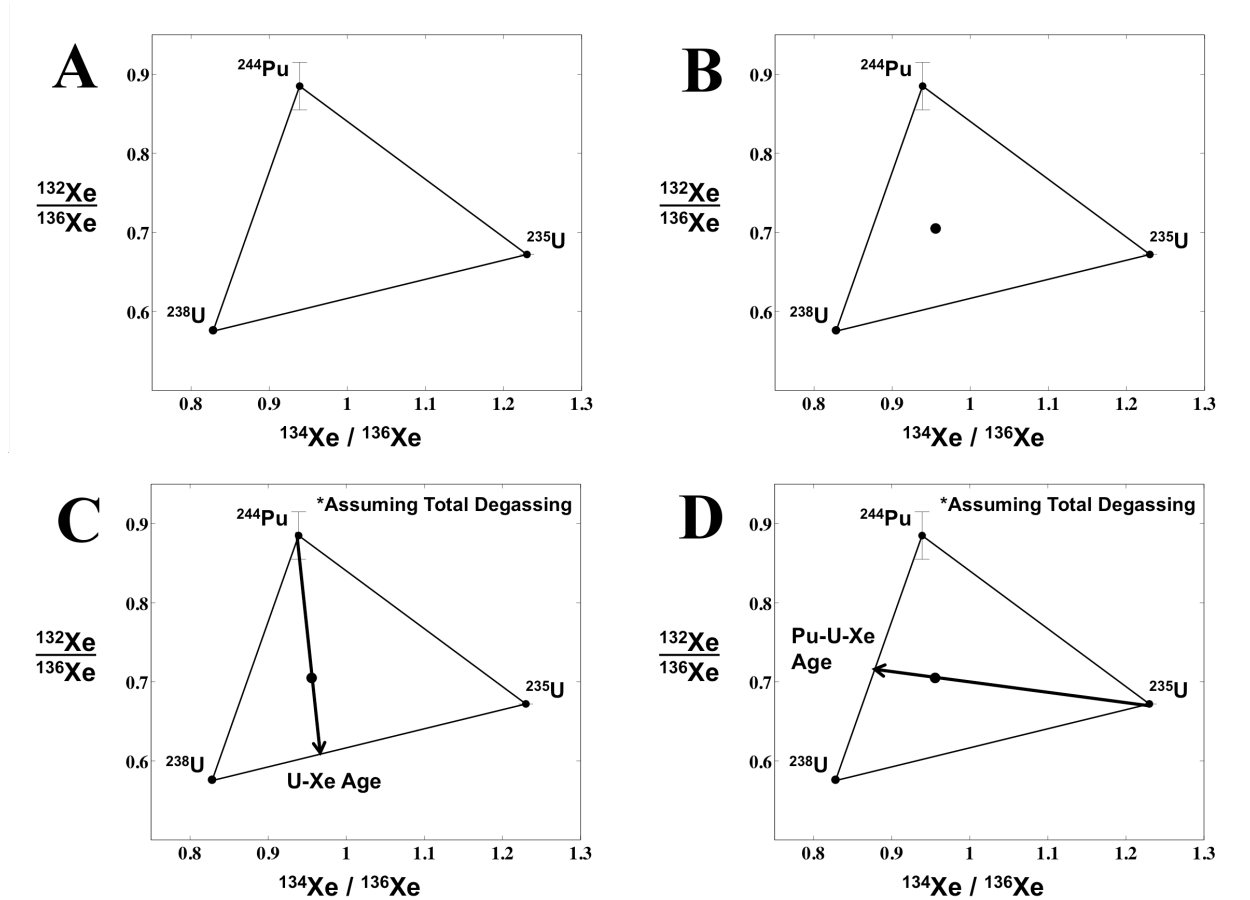 A
B
²⁴⁴Pu
²⁴⁴Pu
0.9
0.9
0.8
0.8
¹³²Xe
¹³⁶Xe
¹³²Xe
¹³⁶Xe
0.7
0.7
²³⁵U
²³⁵U
²³⁸U
²³⁸U
0.6
0.6
0.8 0.9 1 1.1 1.2 1.3
0.8 0.9 1 1.1 1.2 1.3
¹³⁴Xe / ¹³⁶Xe
¹³⁴Xe / ¹³⁶Xe
C
D
*Assuming Total Degassing
*Assuming Total Degassing
²⁴⁴Pu
²⁴⁴Pu
0.9
0.9
0.8
0.8
¹³²Xe
¹³⁶Xe
¹³²Xe
¹³⁶Xe
Pu-U-Xe
Age
0.7
0.7
²³⁵U
²³⁵U
²³⁸U
²³⁸U
0.6
0.6
U-Xe Age
0.8 0.9 1 1.1 1.2 1.3
0.8 0.9 1 1.1 1.2 1.3
¹³⁴Xe / ¹³⁶Xe
¹³⁴Xe / ¹³⁶Xe